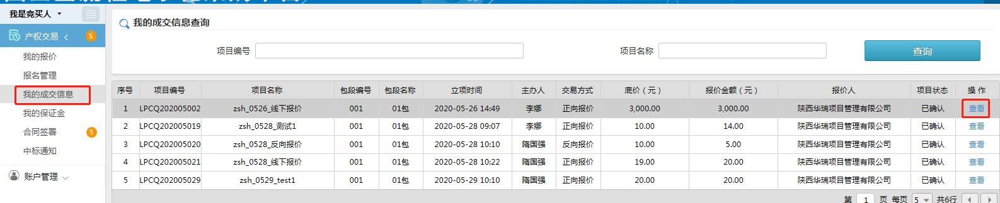 我是竞买人
产权交易 5
我的报价
报名管理
我的成交信息
我的保证金
合同签署 5
中标通知
账户管理
我的成交信息查询
项目编号 项目名称 查询
序号 项目编号 项目名称 包段编号 包段名称 立项时间 主办人 交易方式 底价（元） 报价金额（元） 报价人 项目状态 操 作
1 LPCQ202005002 zsh_0526_线下报价 001 01包 2020-05-26 14:49 李娜 正向报价 3,000.00 3,000.00 陕西华瑞项目管理有限公司 已确认 查看
2 LPCQ202005019 zsh_0528_测试1 001 01包 2020-05-28 09:07 李娜 正向报价 10.00 14.00 陕西华瑞项目管理有限公司 已确认 查看
3 LPCQ202005020 zsh_0528_反向报价 001 01包 2020-05-28 10:10 隋国强 反向报价 10.00 5.00 陕西华瑞项目管理有限公司 已确认 查看
4 LPCQ202005021 zsh_0528_线下报价 001 01包 2020-05-28 10:22 隋国强 正向报价 19.00 20.00 陕西华瑞项目管理有限公司 已确认 查看
5 LPCQ202005029 zsh_0529_test1 001 01包 2020-05-29 10:10 隋国强 正向报价 20.00 20.00 陕西华瑞项目管理有限公司 已确认 查看
第 1 页 每页 5 共6行